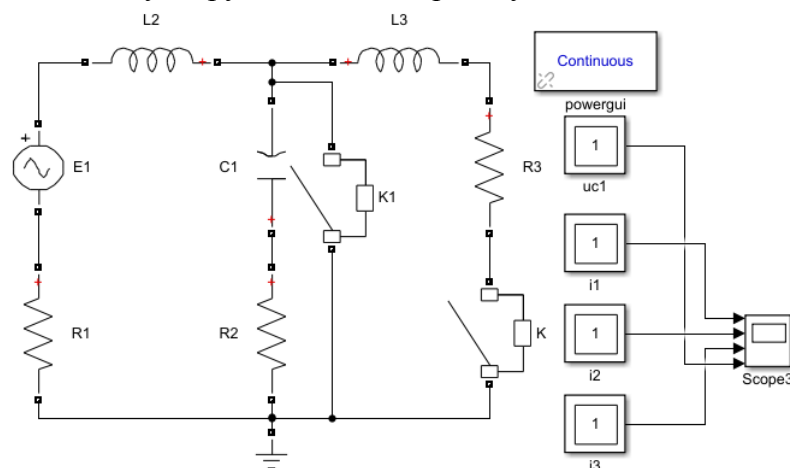 L2
L3
Continuous
powergui
E1
C1
K1
R3
1
uc1
1
i1
R1
R2
K
1
i2
Scope3
1
i3